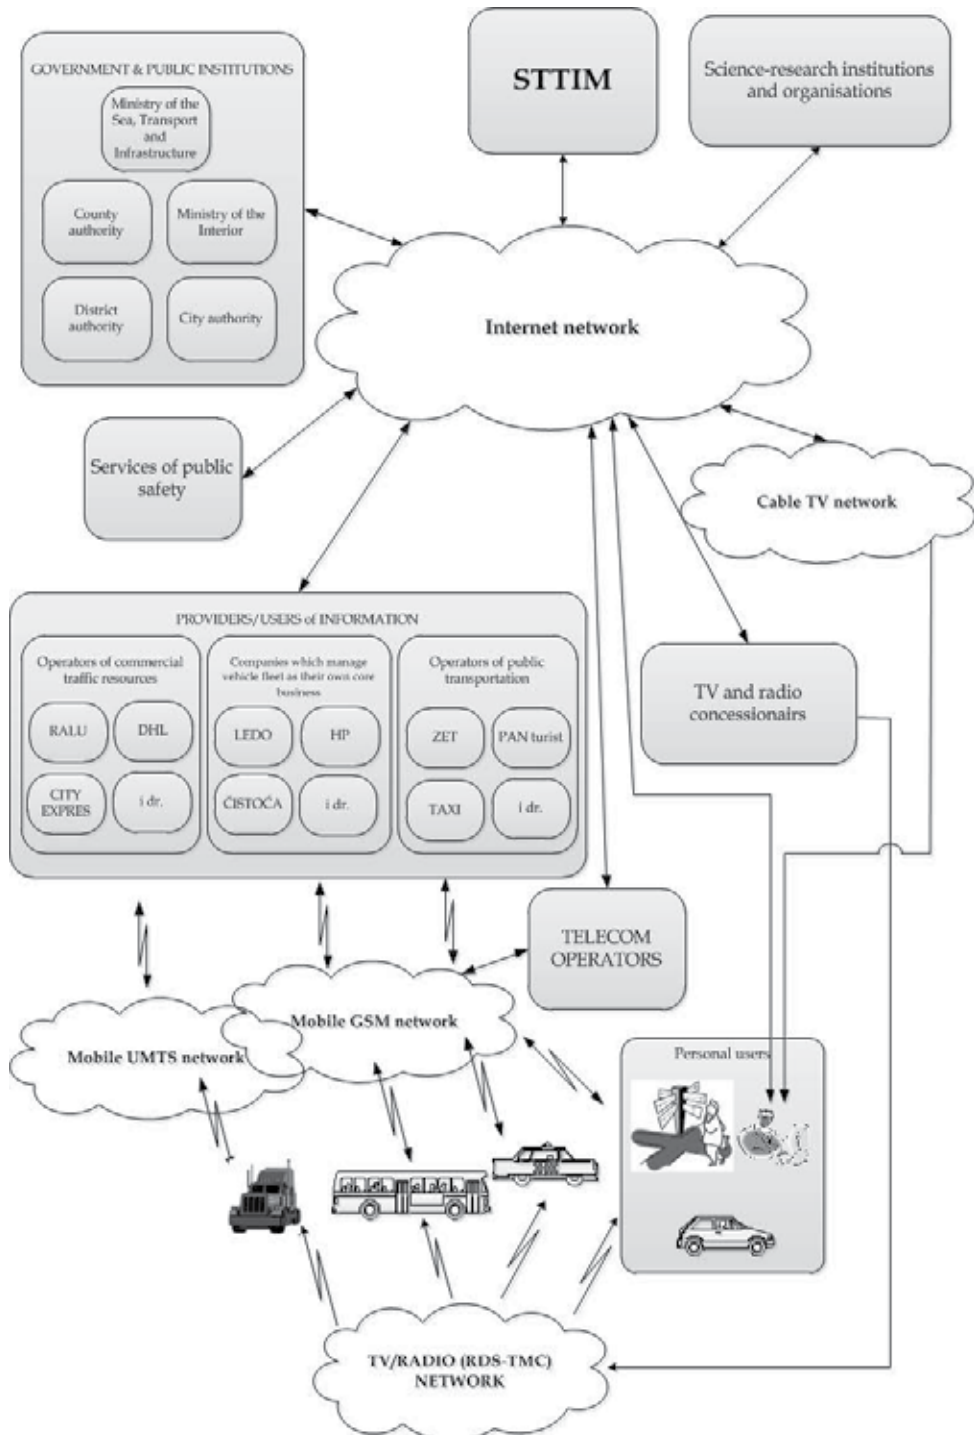 GOVERNMENT & PUBLIC INSTITUTIONS
Ministry of the
Sea, Transport
and
Infrastructure
County
authority
Ministry of the
Interior
District
authority
City authority
STTIM
Science-research institutions
and organisations
Internet network
Services of public
safety
Cable TV network
PROVIDERS/USERS of INFORMATION
Operators of commercial
traffic resources
RALU
DHL
CITY
EXPRES
i dr.
Companies which manage
vehicle fleet as their own core
business
LEDO
HP
ČISTOĆA
i dr.
Operators of public
transportation
ZET
PAN turist
TAXI
i dr.
TV and radio
concessionairs
TELECOM
OPERATORS
Mobile GSM network
Mobile UMTS network
Personal users
TV/RADIO (RDS-TMC)
NETWORK